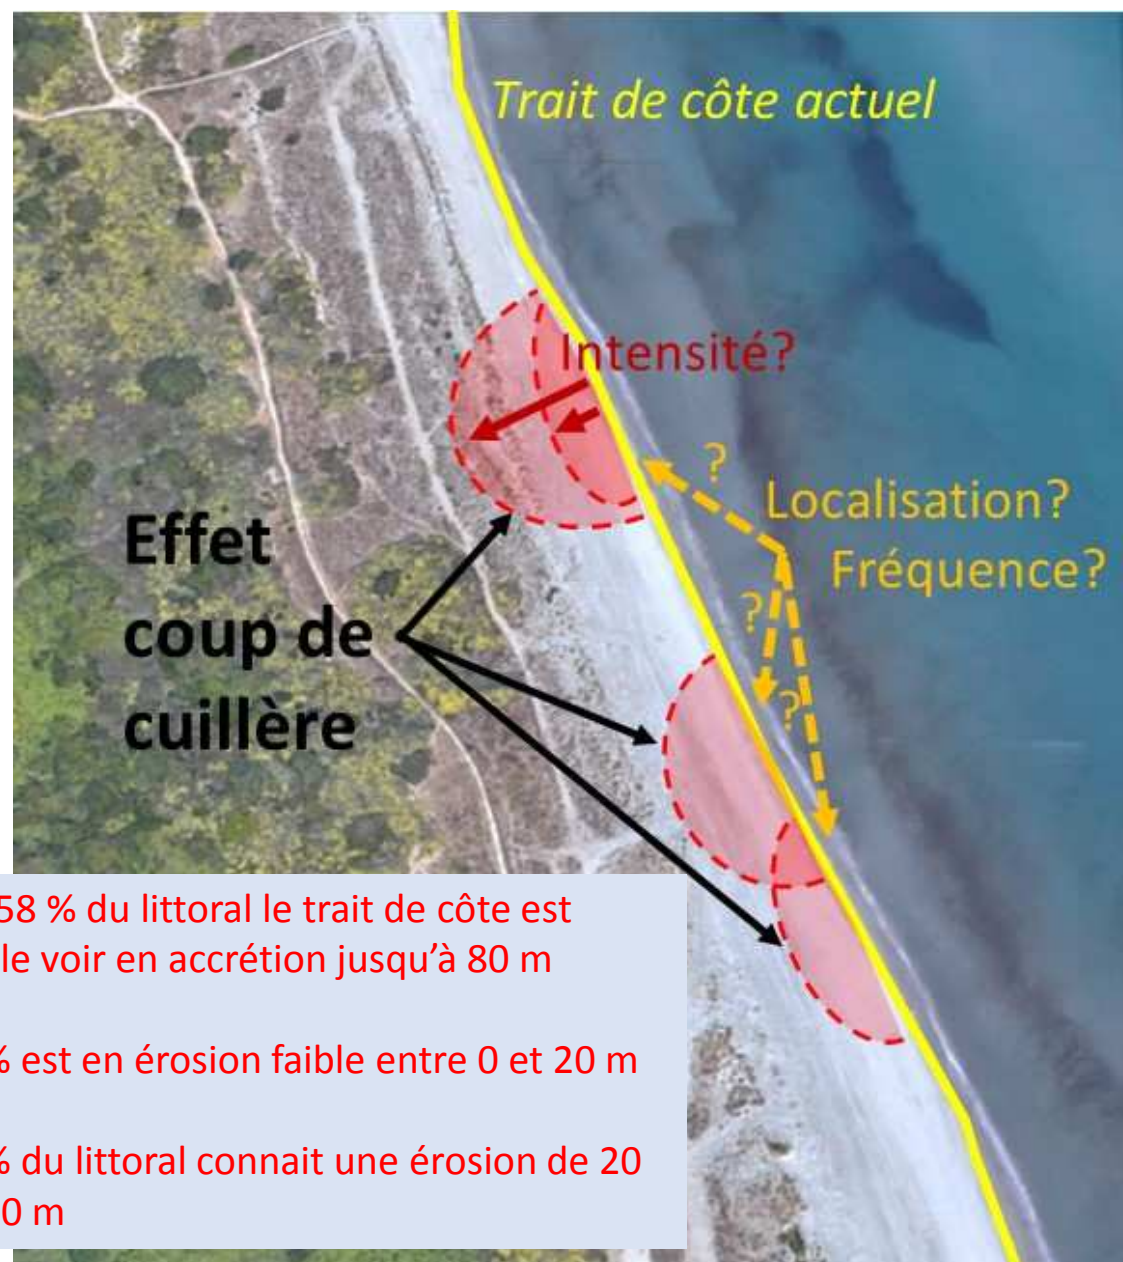 Trait de côte actuel
Intensité?
?
Localisation?
Fréquence?
?
?
Effet
coup de
cuillère
58 % du littoral le trait de côte est
le voir en accrétion jusqu’à 80 m
% est en érosion faible entre 0 et 20 m
% du littoral connait une érosion de 20
0 m